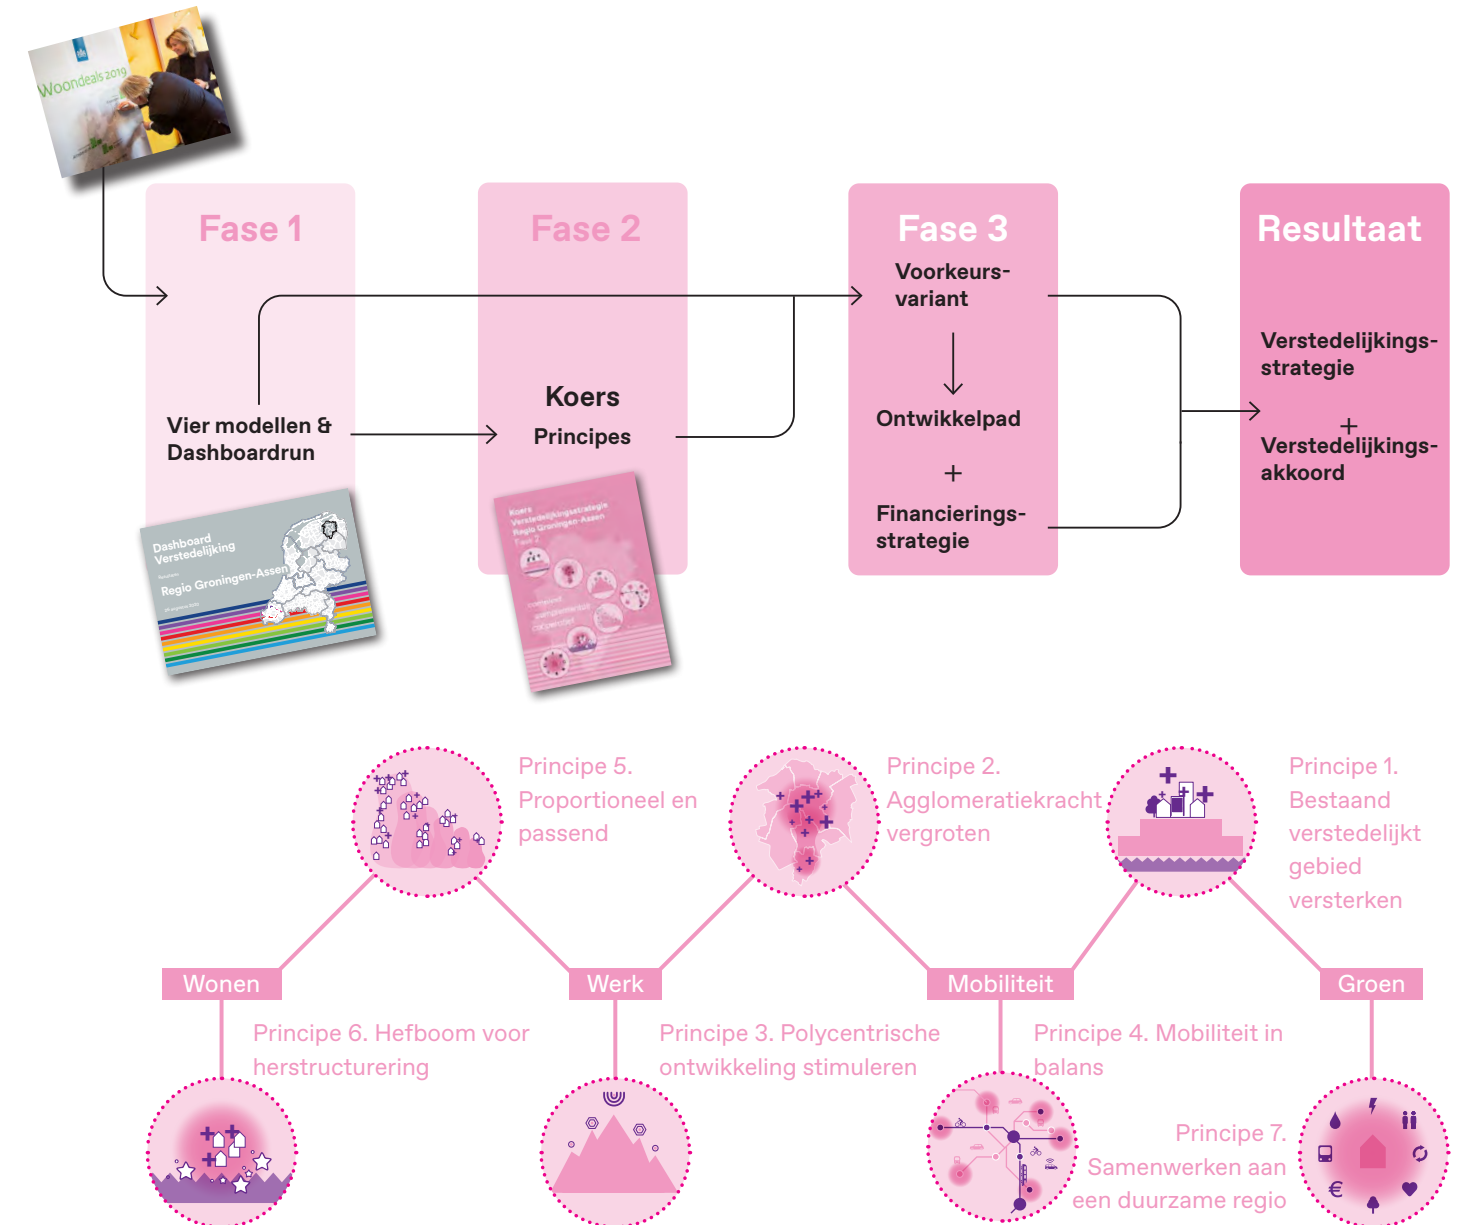 Woondeals 2019
Fase 1
Fase 2
Fase 3
Resultaat
Voorkeurs-
variant
Verstedelijkings-
strategie
+
Verstedelijkings-
akkoord
Koers
Principes
Vier modellen &
Dashboardrun
Ontwikkelpad
+
Financierings-
strategie
Dashboard
Verstedelijking
Regio Groningen-Assen
Koers
Verstedelijkingsstrategie
Regio Groningen-Assen
Fase 2
Principe 5.
Proportioneel en
passend
Principe 2.
Agglomeratiekracht
vergroten
Principe 1.
Bestaand
verstedelijkt
gebied
versterken
Wonen
Werk
Mobiliteit
Groen
Principe 6. Hefboom voor
herstructurering
Principe 3. Polycentrische
ontwikkeling stimuleren
Principe 4. Mobiliteit in
balans
Principe 7.
Samenwerken aan
een duurzame regio
€